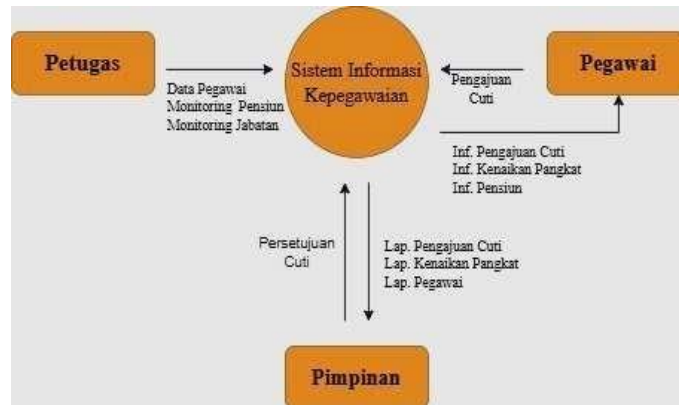 Petugas
Sistem Informasi
Kepegawaian
Pegawai
Data Pegawai
Monitoring Pensiun
Monitoring Jabatan
Pengajuan
Cuti
Inf. Pengajuan Cuti
Inf. Kenaikan Pangkat
Inf. Pensiun
Persetujuan
Cuti
Lap. Pengajuan Cuti
Lap. Kenaikan Pangkat
Lap. Pegawai
Pimpinan